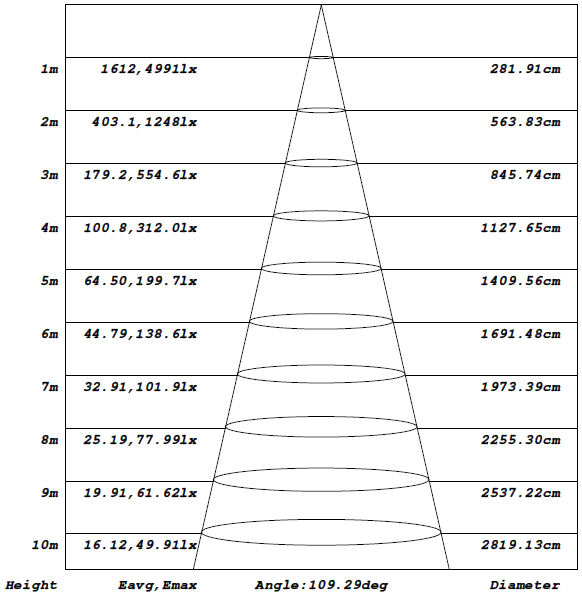 1m 1612,4991lx 281.91cm
2m 403.1,1248lx 563.83cm
3m 179.2,554.6lx 845.74cm
4m 100.8,312.0lx 1127.65cm
5m 64.50,199.7lx 1409.56cm
6m 44.79,138.6lx 1691.48cm
7m 32.91,101.9lx 1973.39cm
8m 25.19,77.99lx 2255.30cm
9m 19.91,61.62lx 2537.22cm
10m 16.12,49.91lx 2819.13cm
Height Eavg,Emax Angle:109.29deg Diameter